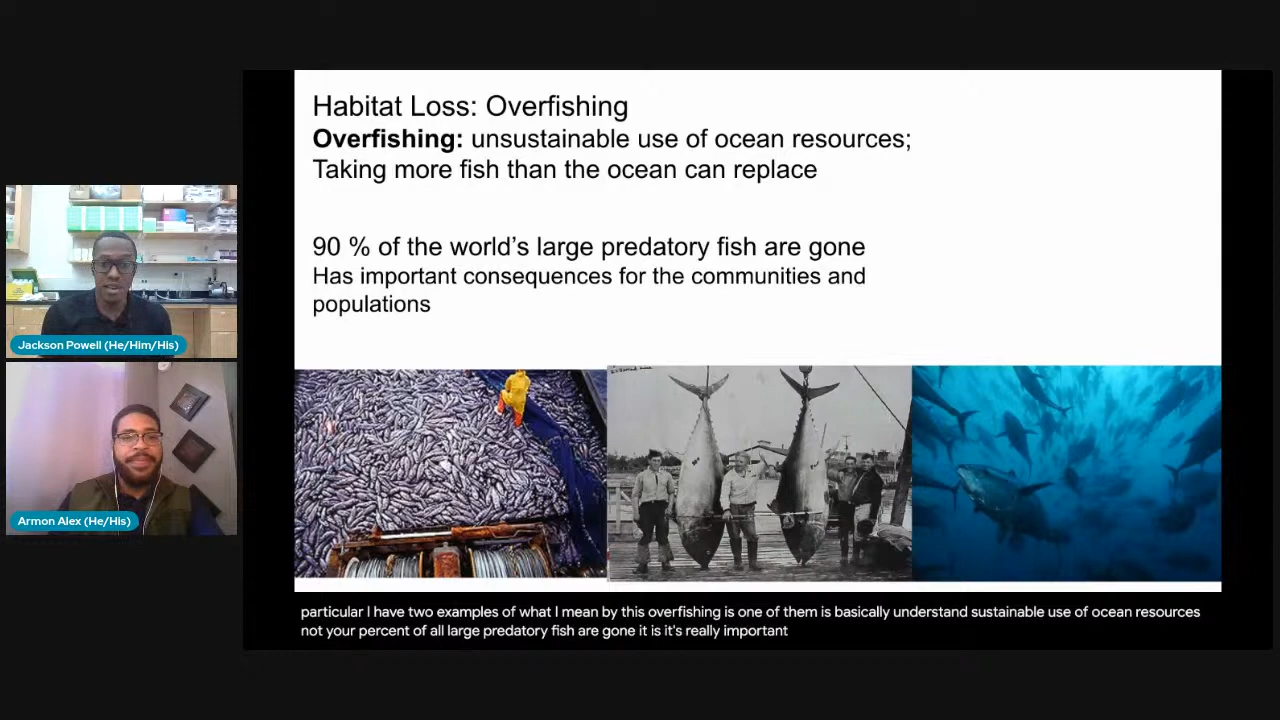 Habitat Loss: Overfishing
Overfishing: unsustainable use of ocean resources;
Taking more fish than the ocean can replace
90 % of the world’s large predatory fish are gone
Has important consequences for the communities and
populations
Jackson Powell (He/Him/His)
Armon Alex (He/His)
particular I have two examples of what I mean by this overfishing is one of them is basically understand sustainable use of ocean resources
not your percent of all large predatory fish are gone it is it's really important